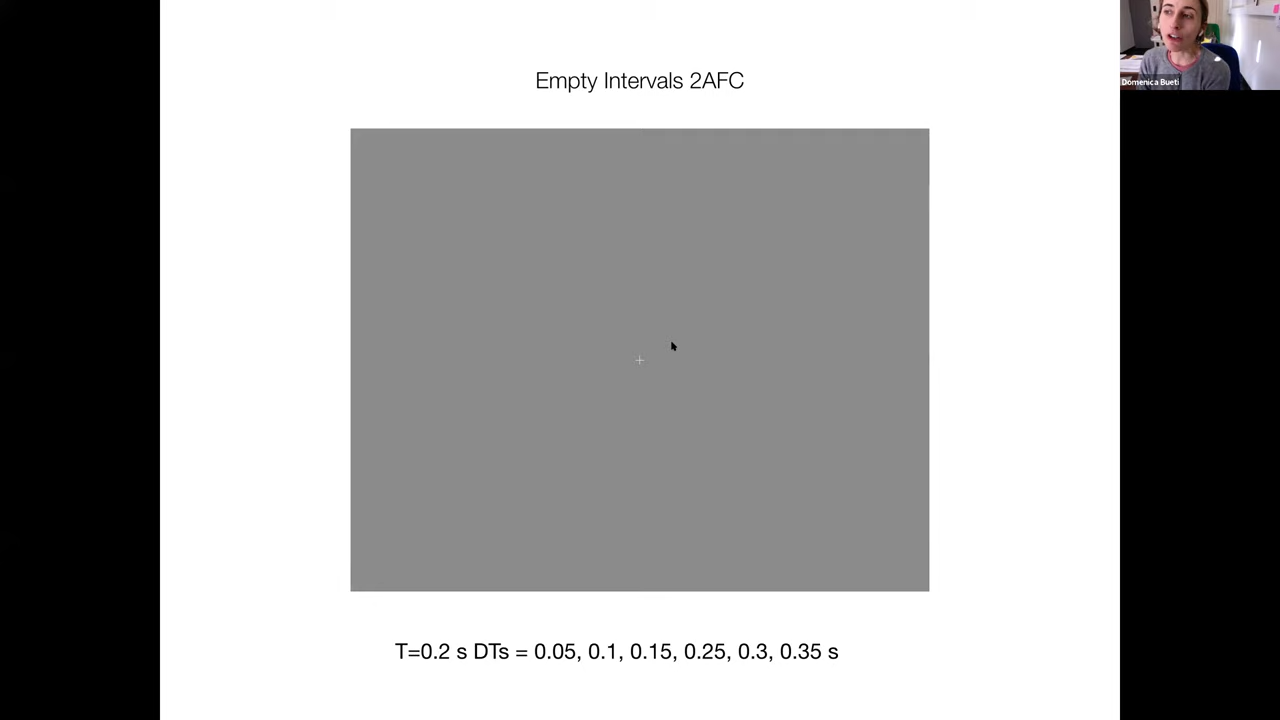 Empty Intervals 2AFC
Domenica Bueti
T=0.2 s DTs = 0.05, 0.1, 0.15, 0.25, 0.3, 0.35 s